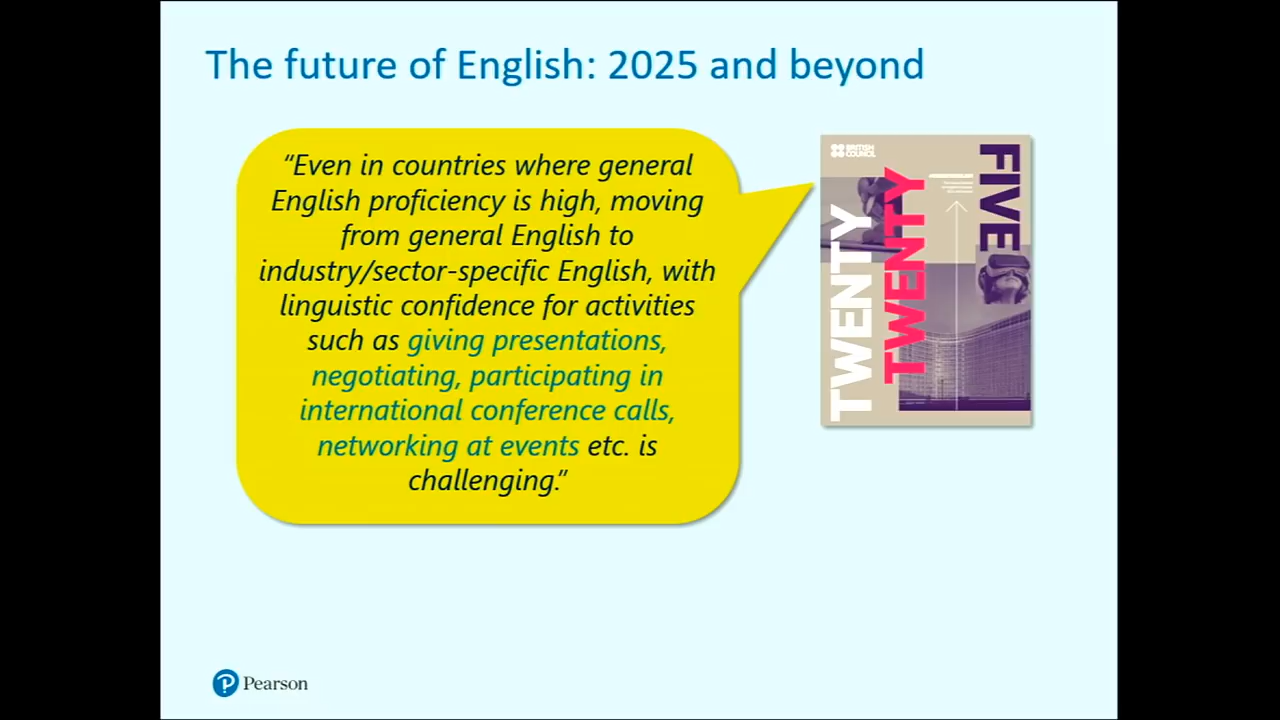 The future of English: 2025 and beyond
“Even in countries where general
English proficiency is high, moving
from general English to
industry/sector-specific English, with
linguistic confidence for activities
such as giving presentations,
negotiating, participating in
international conference calls,
networking at events etc. is
challenging.”
BRITISH
COUNCIL
TWENTY
TWENTY
FIVE
Pearson